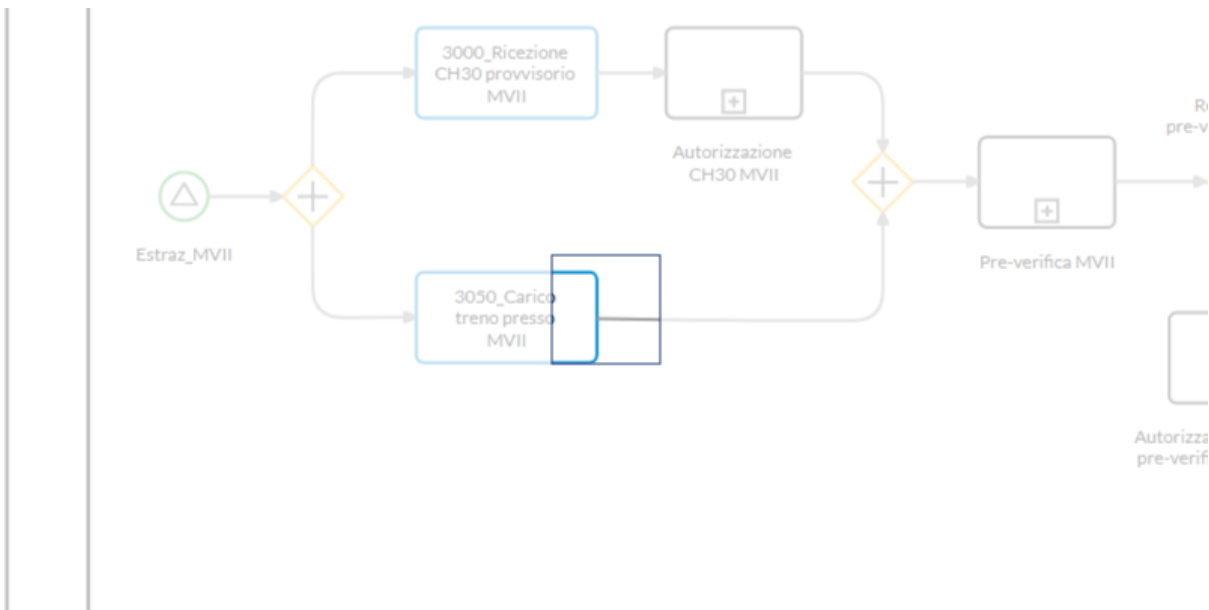 3000_Ricezione
CH30 provvisorio
MVII
Autorizzazione
CH30 MVII
Estraz_MVII
3050_Carico
treno presso
MVII
Pre-verifica MVII